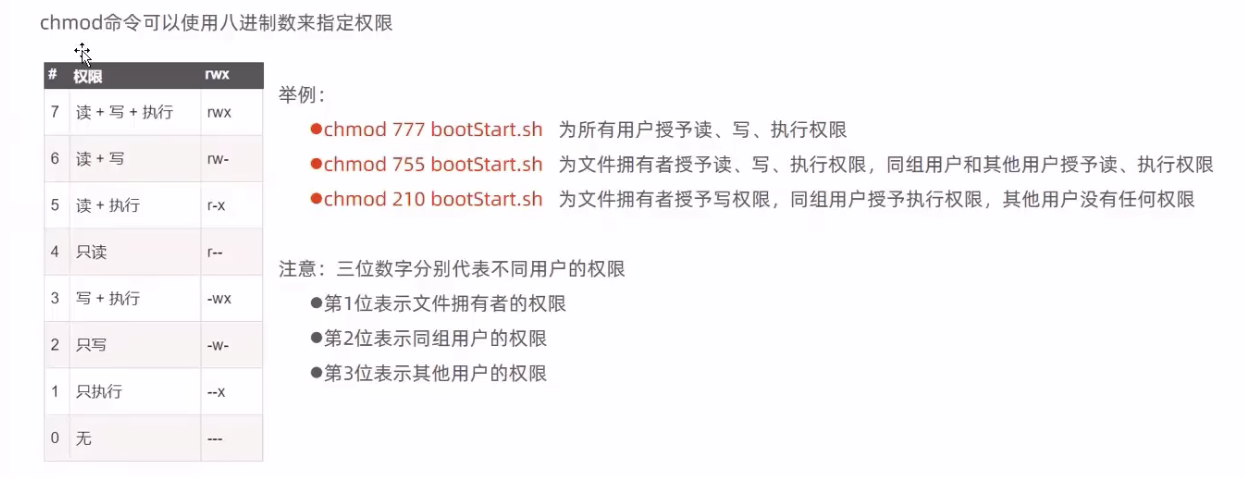 chmod命令可以使用八进制数来指定权限
# 权限 rwx
7 读 + 写 + 执行 rwx
6 读 + 写 rw-
5 读 + 执行 r-x
4 只读 r--
3 写 + 执行 -wx
2 只写 -w-
1 只执行 --x
0 无 ---
举例：
●chmod 777 bootStart.sh 为所有用户授予读、写、执行权限
●chmod 755 bootStart.sh 为文件拥有者授予读、写、执行权限，同组用户和其他用户授予读、执行权限
●chmod 210 bootStart.sh 为文件拥有者授予写权限，同组用户授予执行权限，其他用户没有任何权限
注意：三位数字分别代表不同用户的权限
●第1位表示文件拥有者的权限
●第2位表示同组用户的权限
●第3位表示其他用户的权限